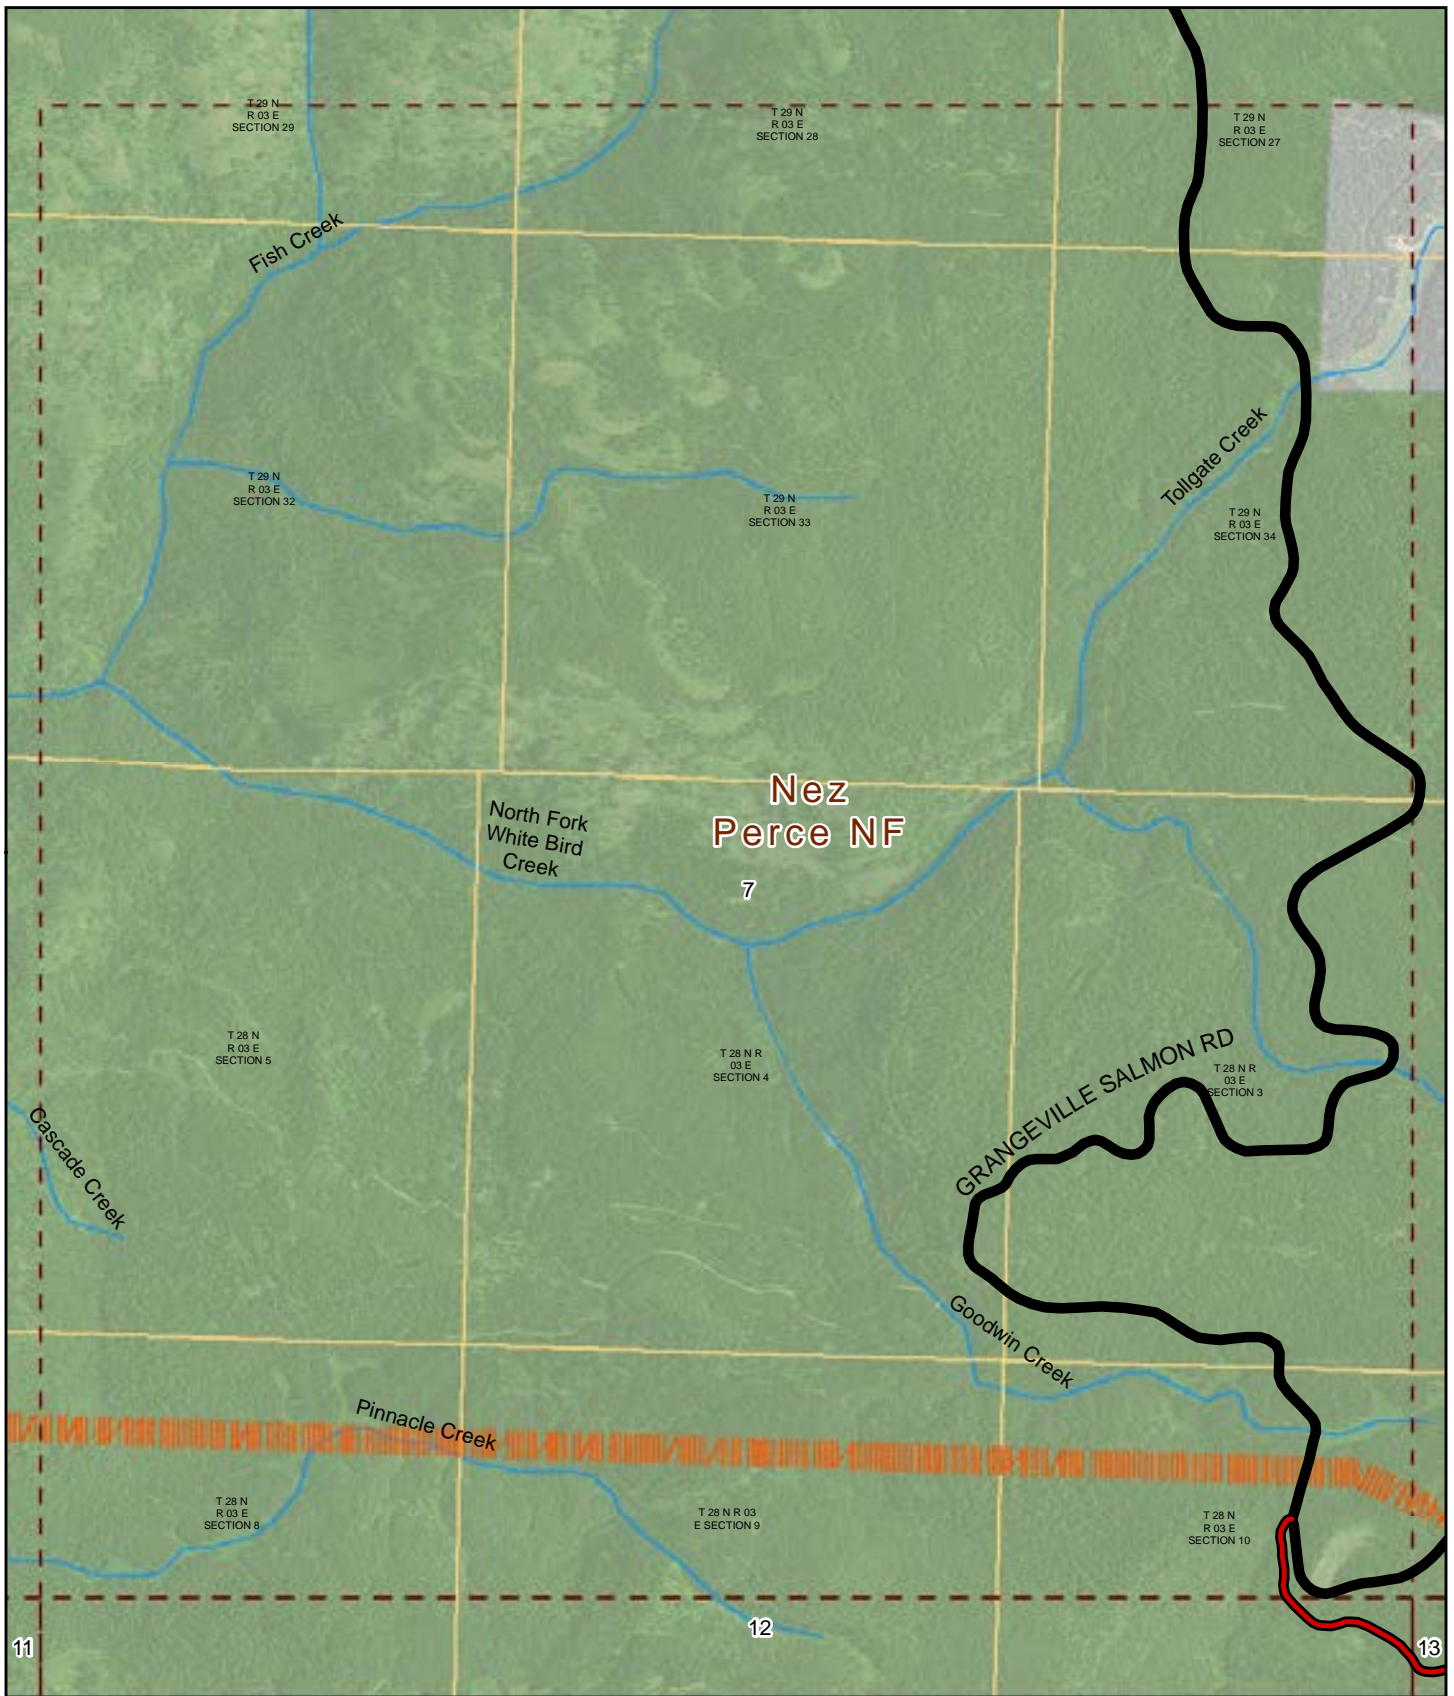 T 29 N
R 03 E
SECTION 29
T 29 N
R 03 E
SECTION 28
T 29 N
R 03 E
SECTION 27
Fish Creek
Tollgate Creek
T 29 N
R 03 E
SECTION 32
T 29 N
R 03 E
SECTION 33
T 29 N
R 03 E
SECTION 34
Nez
Perce NF
North Fork
White Bird
Creek
7
T 28 N
R 03 E
SECTION 5
T 28 N R
03 E
SECTION 4
GRANGEVILLE SALMON RD
T 28 N R
03 E
SECTION 3
Cascade Creek
Goodwin Creek
Pinnacle Creek
T 28 N
R 03 E
SECTION 8
T 28 N R 03
E SECTION 9
T 28 N
R 03 E
SECTION 10
11
12
13